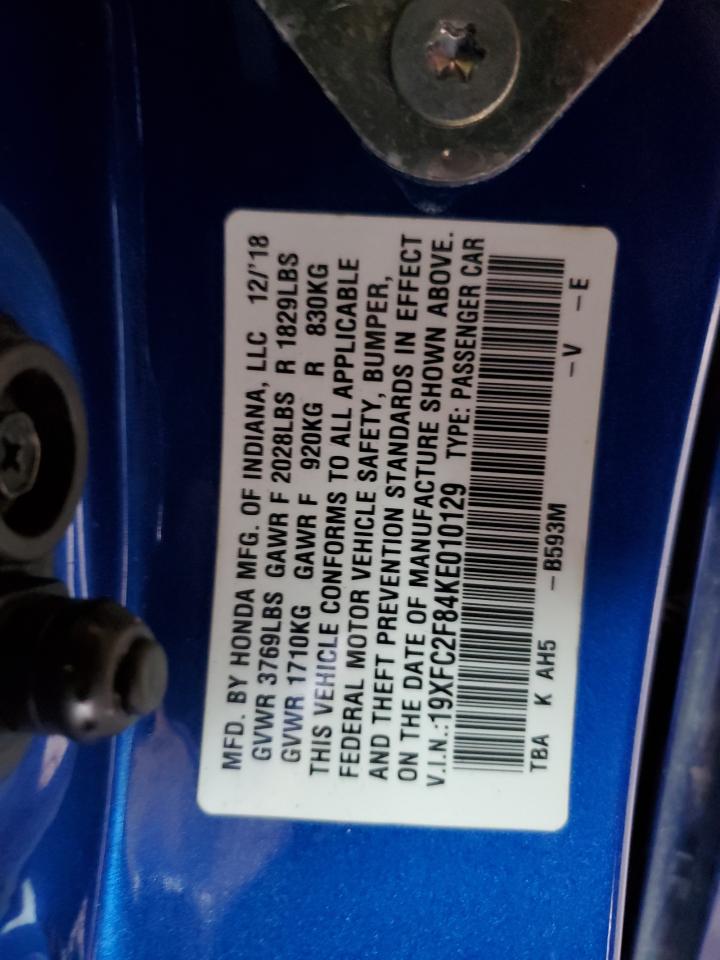 MFD. BY HONDA MFG. OF INDIANA, LLC 12/'18
GVWR 3769LBS GAWR F 2028LBS R 1829LBS
GVWR 1710KG GAWR F 920KG R 830KG
THIS VEHICLE CONFORMS TO ALL APPLICABLE
FEDERAL MOTOR VEHICLE SAFETY, BUMPER,
AND THEFT PREVENTION STANDARDS IN EFFECT
ON THE DATE OF MANUFACTURE SHOWN ABOVE.
V.I.N.:19XFC2F84KE010129 TYPE: PASSENGER CAR
TBA K AH5 –B593M –V –E